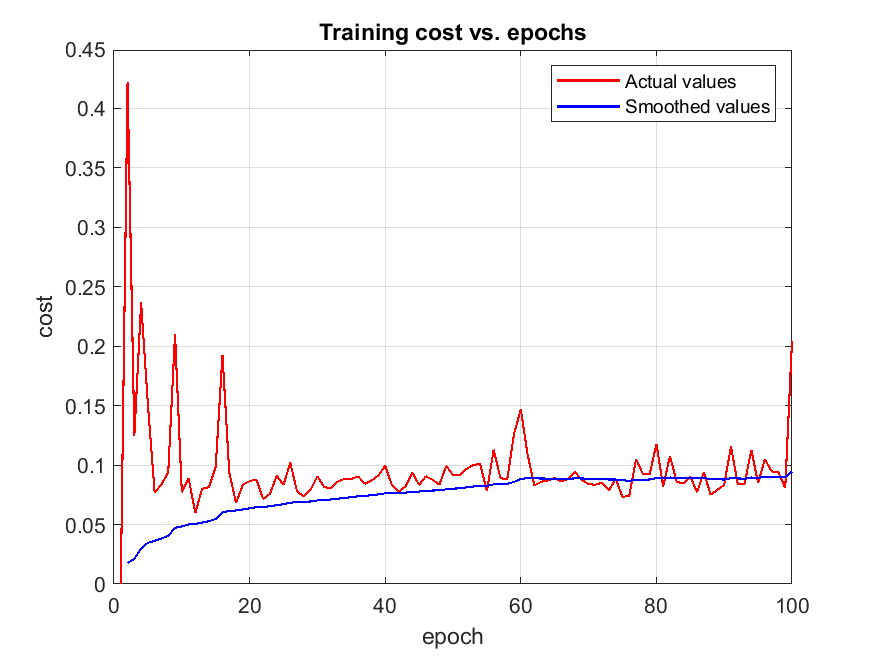 Training cost vs. epochs
Actual values
Smoothed values
cost
0.45
0.4
0.35
0.3
0.25
0.2
0.15
0.1
0.05
0
0 20 40 60 80 100
epoch